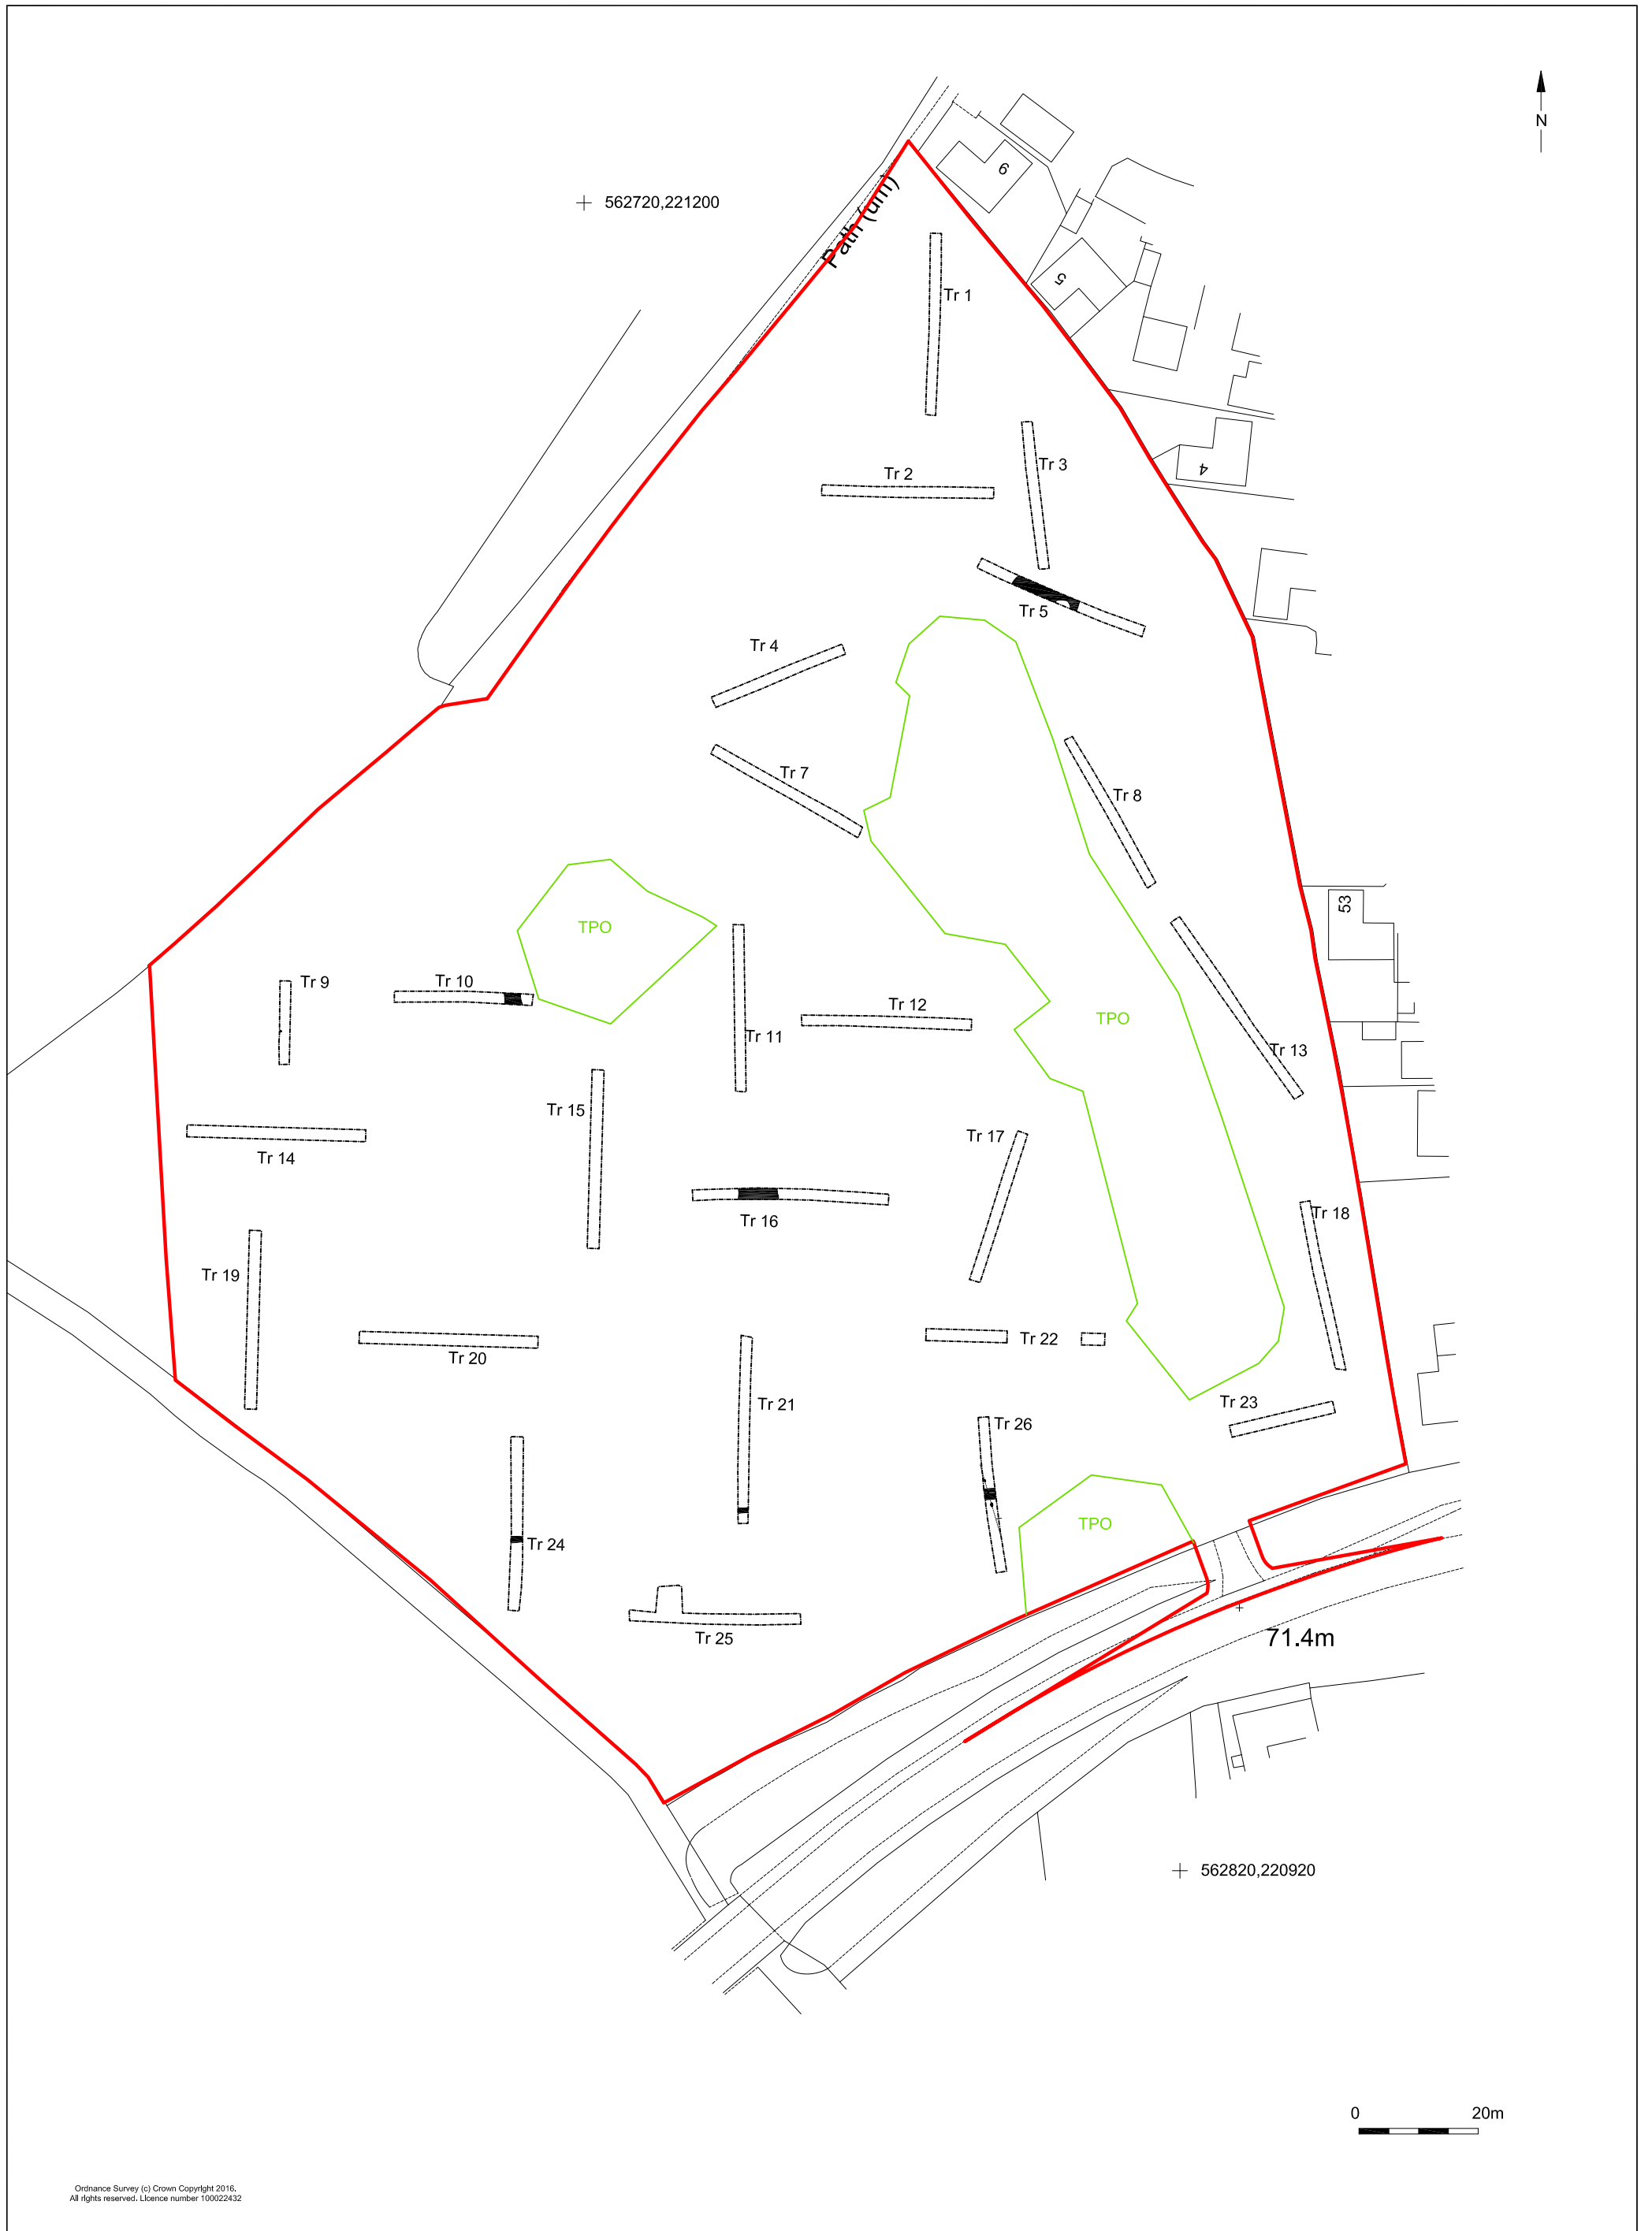 N
562720,221200
Path (um)
6
5
Tr 1
4
Tr 3
Tr 2
Tr 5
Tr 4
Tr 7
Tr 8
53
TPO
Tr 9
Tr 10
Tr 12
TPO
Tr 11
Tr 13
Tr 15
Tr 17
Tr 14
Tr 18
Tr 16
Tr 19
Tr 22
Tr 20
Tr 23
Tr 21
Tr 26
TPO
Tr 24
Tr 25
71.4m
562820,220920
0 20m
Ordnance Survey (c) Crown Copyright 2016.
All rights reserved. Licence number 100022432